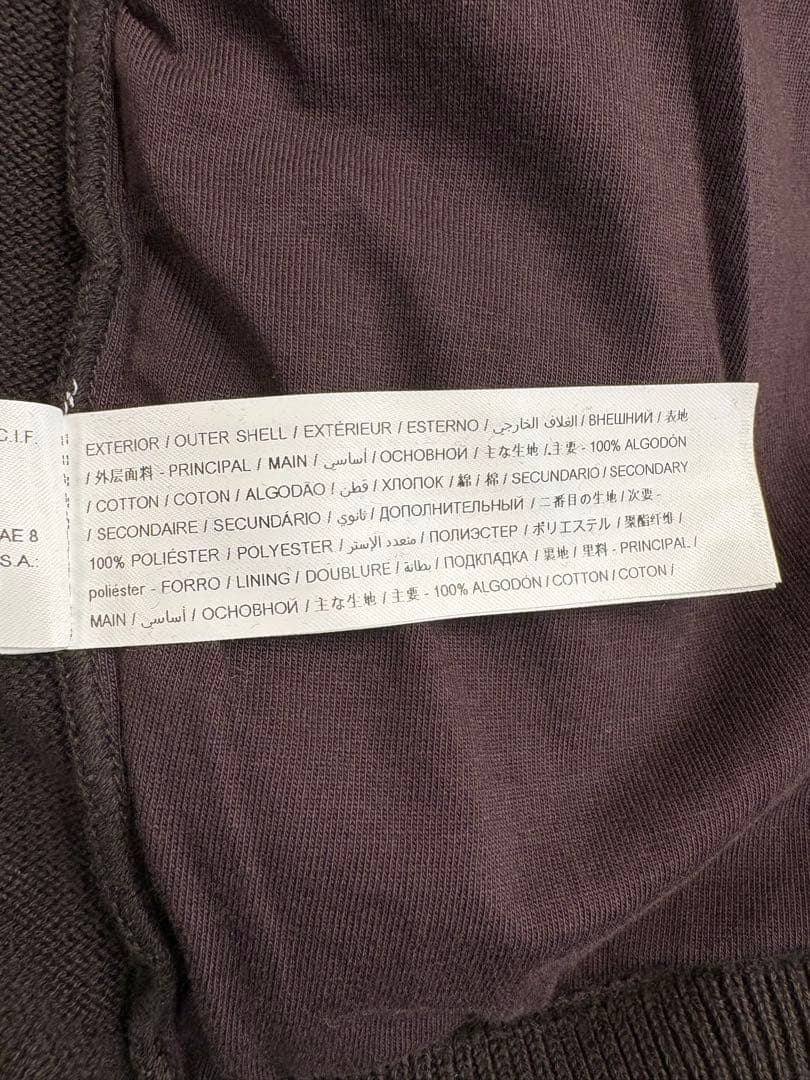 C.I.F.
AE 8
S.A.:
EXTERIOR / OUTER SHELL / EXTÉRIEUR / ESTERNO / الغلاف الخارجي / ВНЕШНИЙ / 表地
/ 外层面料 - PRINCIPAL / MAIN / أساسي / ОСНОВНОЙ / 主な生地 /.主要 - 100% ALGODÓN
/ COTTON / COTON / ALGODÃO / قطن / ХЛОПОК / 綿 / 棉 / SECUNDARIO / SECONDARY
/ SECONDAIRE / SECUNDÁRIO / ثانوي / ДОПОЛНИТЕЛЬНЫЙ / 二番目の生地 / 次要 -
100% POLIÉSTER / POLYESTER / متعدد الإستر / ПОЛИЭСТЕР / ポリエステル / 聚酯纤维 /
poliéster - FORRO / LINING / DOUBLURE / بطانة / ПОДКЛАДКА / 裏地 / 里料 - PRINCIPAL /
MAIN / أساسي / ОСНОВНОЙ / 主な生地 / 主要 - 100% ALGODÓN / COTTON / COTON /